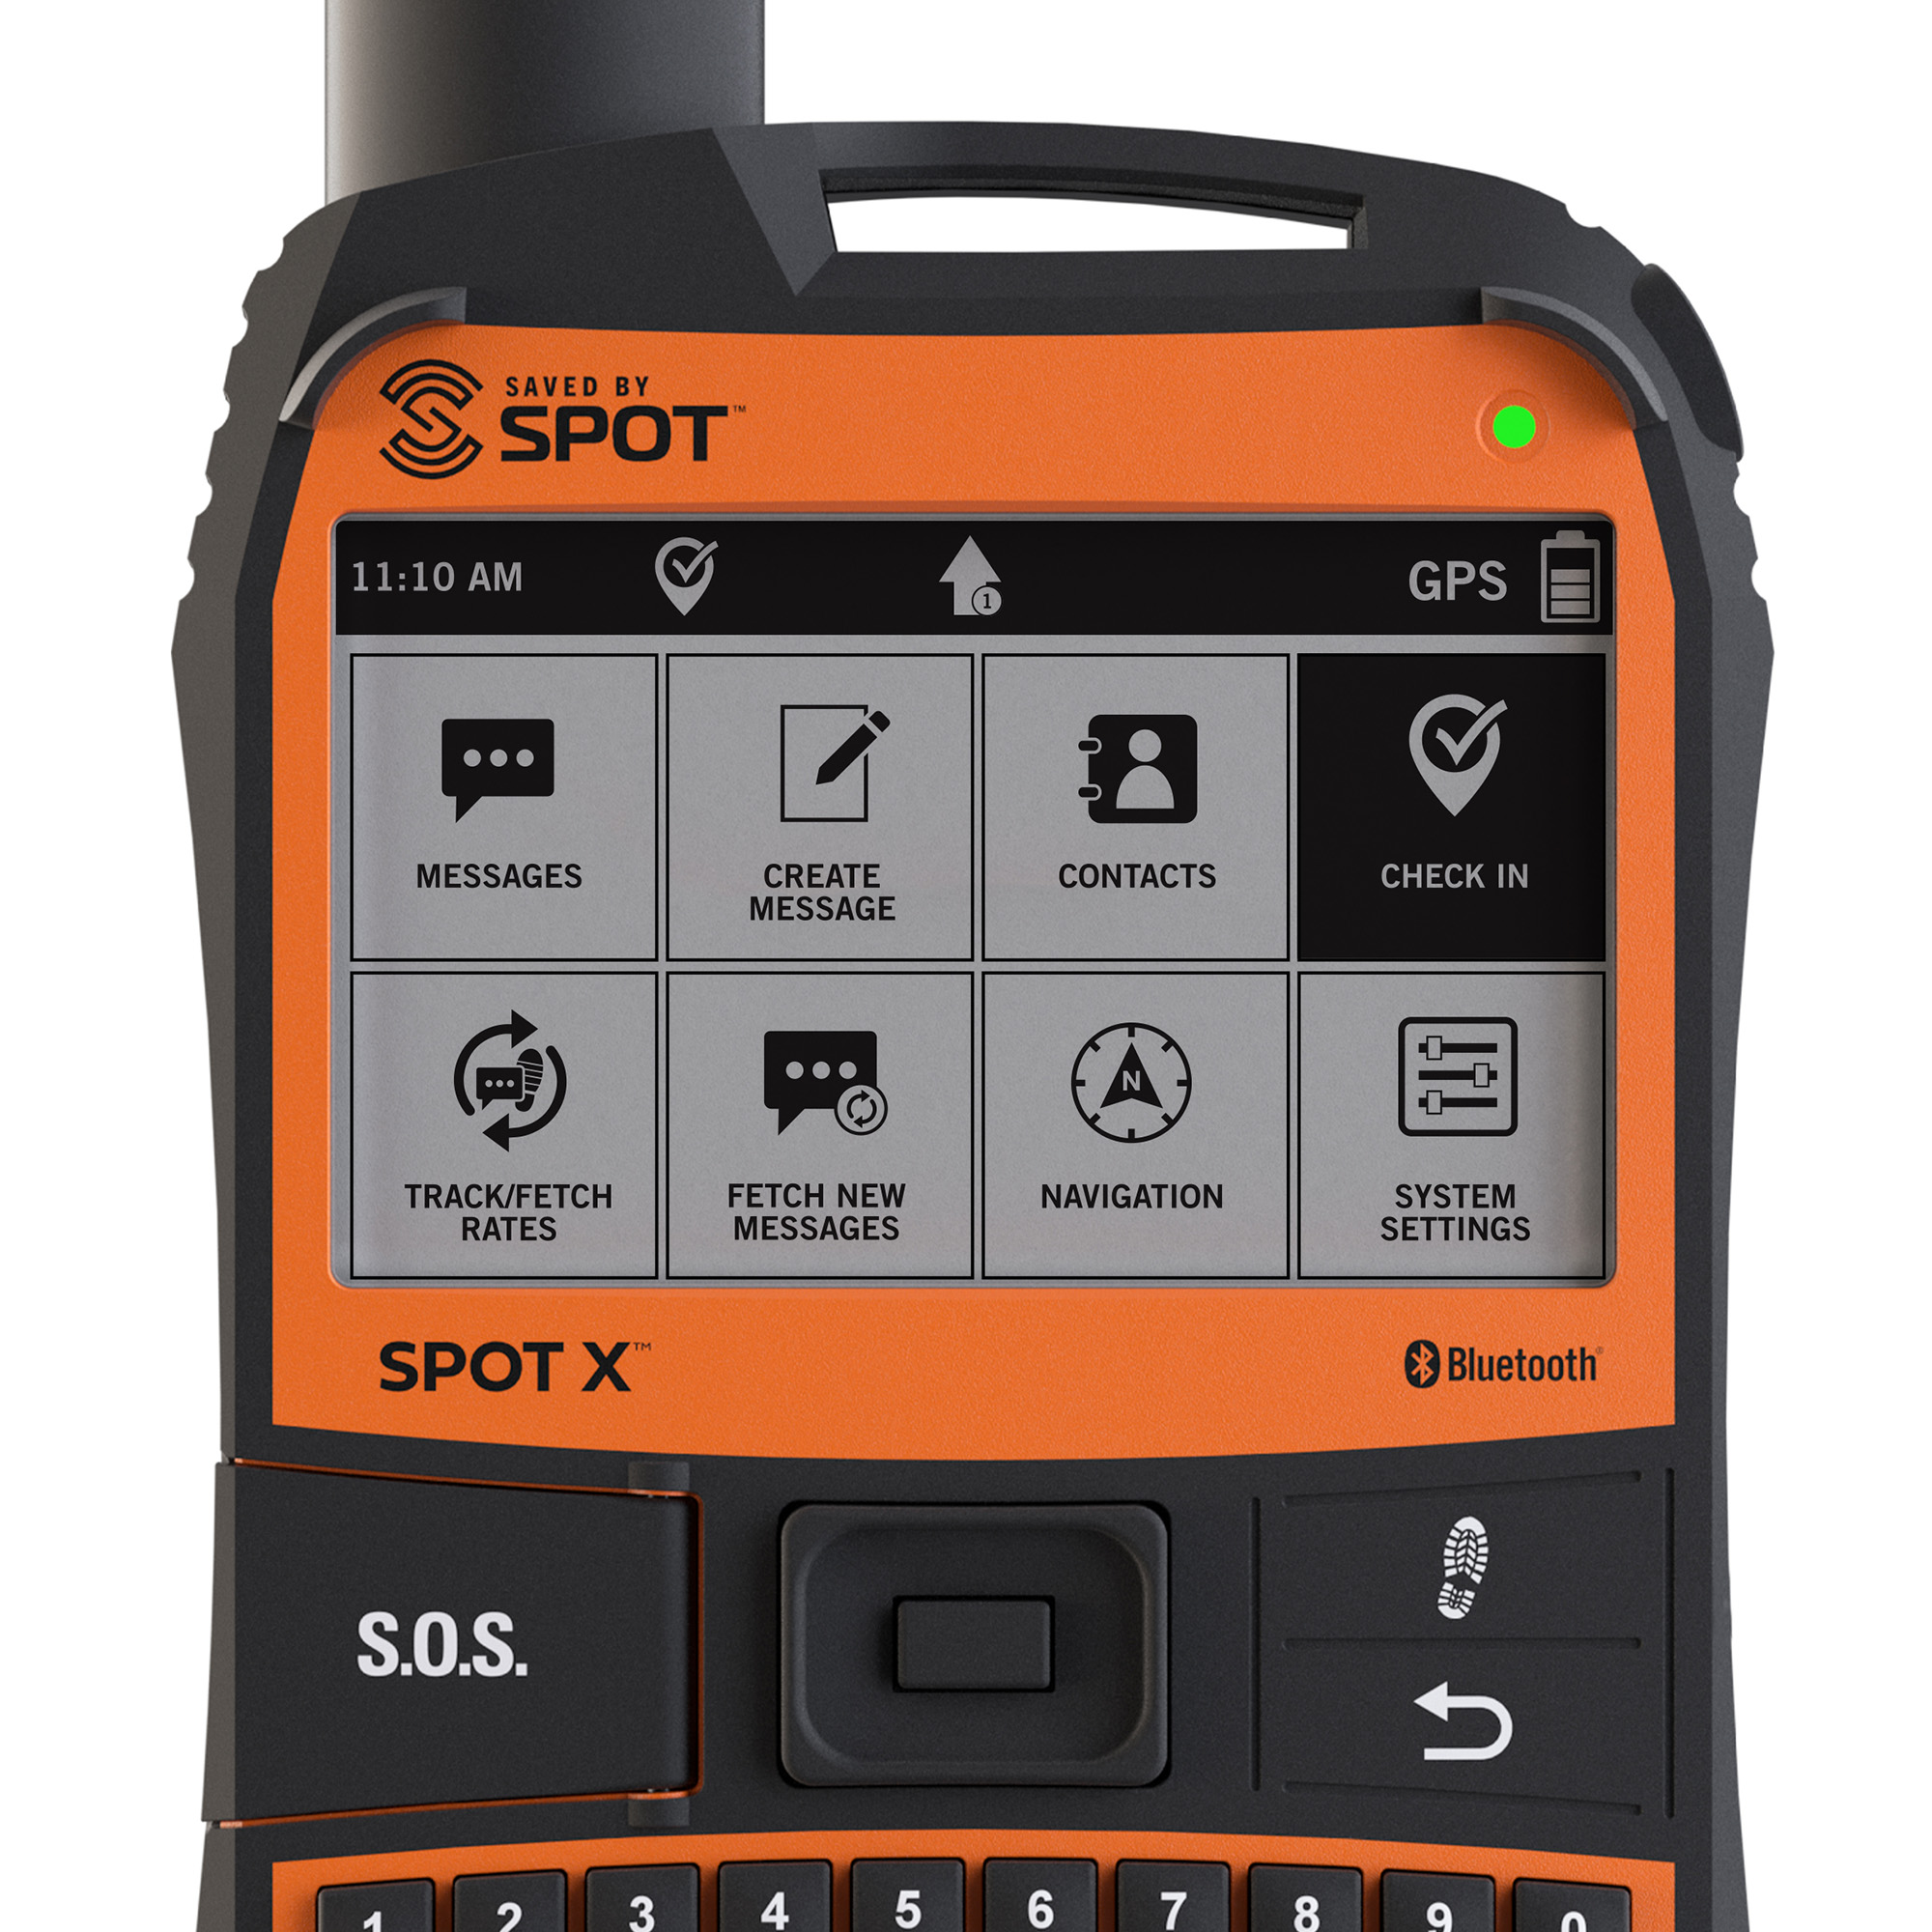 SAVED BY
SPOT™
11:10 AM
1
GPS
MESSAGES
CREATE
MESSAGE
CONTACTS
CHECK IN
TRACK/FETCH
RATES
FETCH NEW
MESSAGES
N
NAVIGATION
SYSTEM
SETTINGS
SPOT X™
Bluetooth®
S.O.S.
1 2 3 4 5 6 7 8 9 0